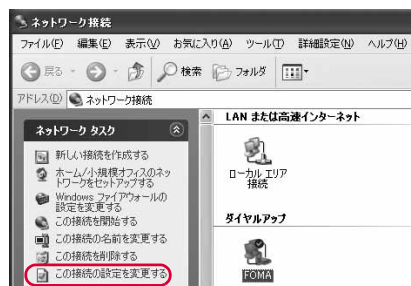 ネットワーク接続
ファイル(F) 編集(E) 表示(V) お気に入り(A) ツール(T) 詳細設定(N) ヘルプ(H)
戻る 検索 フォルダ
アドレス(D) ネットワーク接続
ネットワーク タスク
新しい接続を作成する
ホーム/小規模オフィスのネッ
トワークをセットアップする
Windows ファイアウォールの
設定を変更する
この接続を開始する
この接続の名前を変更する
この接続を削除する
この接続の設定を変更する
LAN または高速インターネット
ローカル エリア
接続
ダイヤルアップ
FOMA